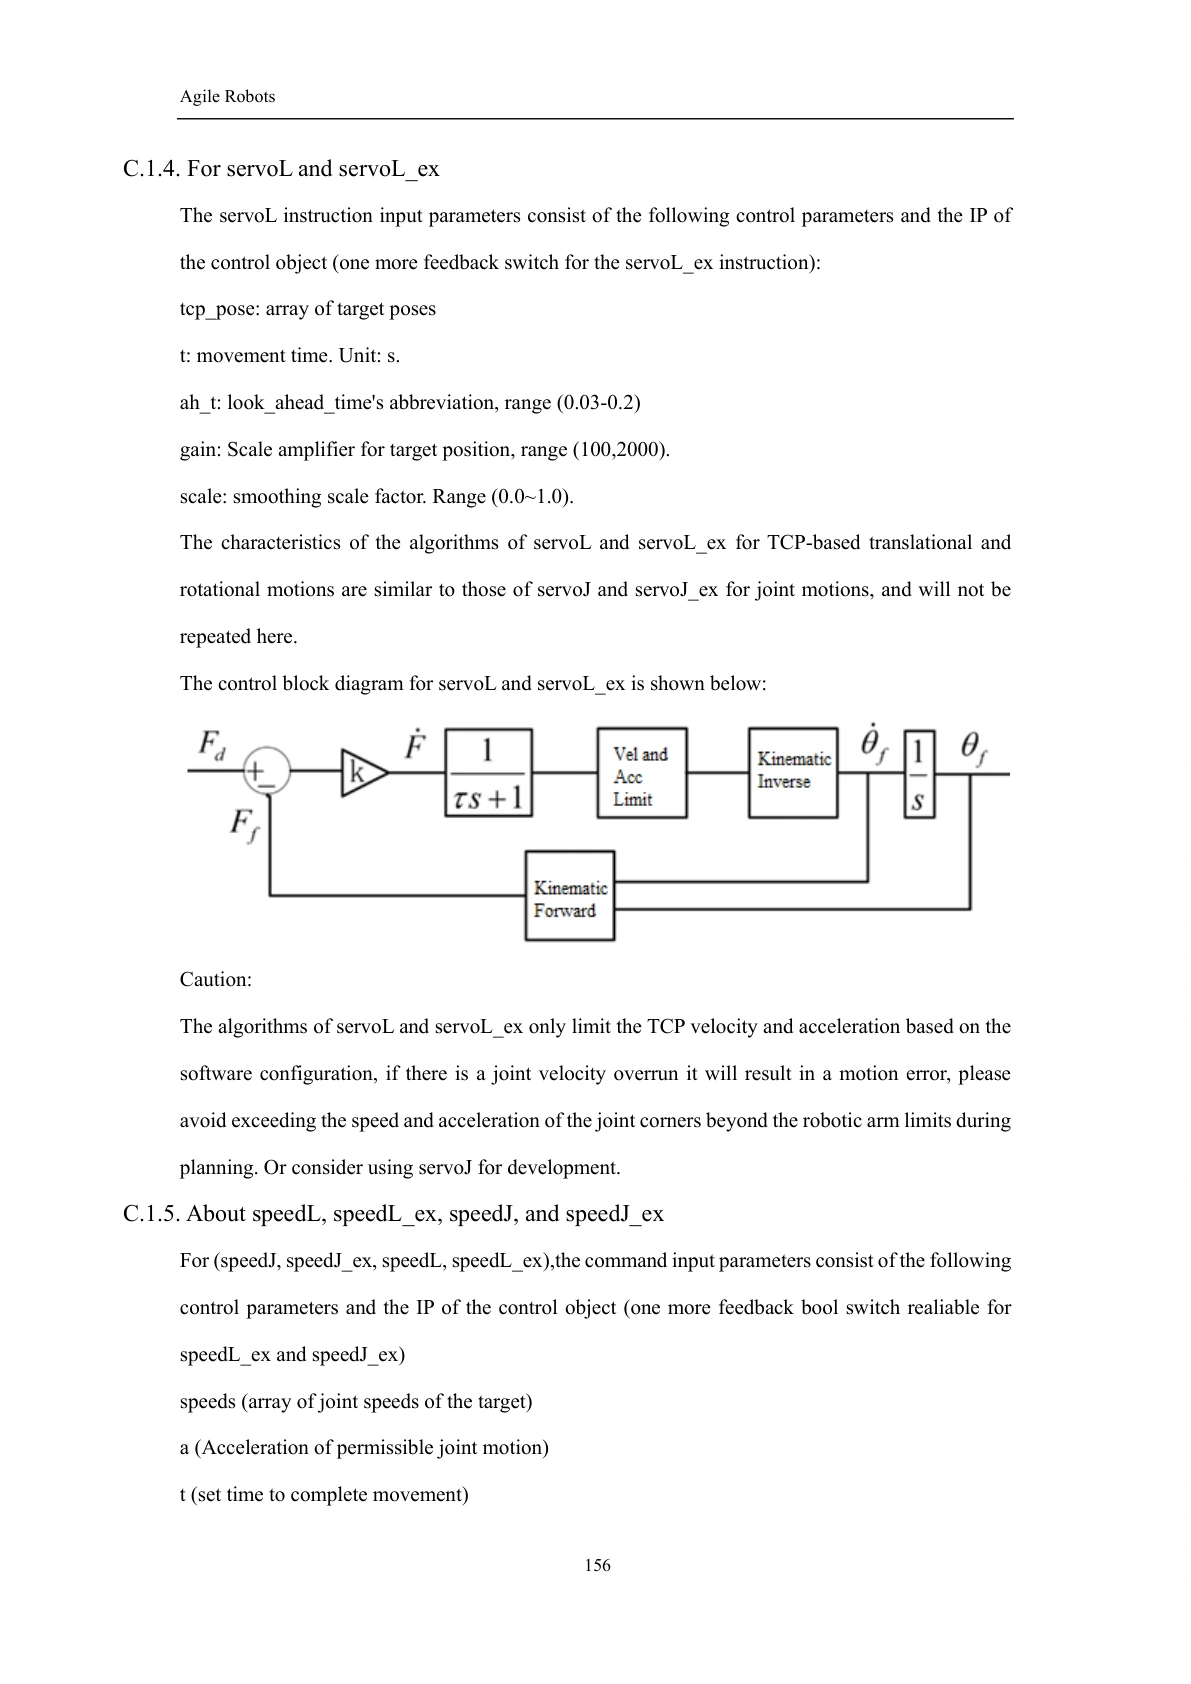 Agile Robots
C.1.4. For servoL and servoL_ex
The servoL instruction input parameters consist of the following control parameters and the IP of
the control object (one more feedback switch for the servoL_ex instruction):
tcp_pose: array of target poses
t: movement time. Unit: s.
ah_t: look_ahead_time's abbreviation, range (0.03-0.2)
gain: Scale amplifier for target position, range (100,2000).
scale: smoothing scale factor. Range (0.0~1.0).
The characteristics of the algorithms of servoL and servoL_ex for TCP-based translational and
rotational motions are similar to those of servoJ and servoJ_ex for joint motions, and will not be
repeated here.
The control block diagram for servoL and servoL_ex is shown below:
F_d
+
−
F_f
k
Ḟ
1
τs+1
Vel and
Acc
Limit
Kinematic
Inverse
θ̇_f
1
s
θ_f
Kinematic
Forward
Caution:
The algorithms of servoL and servoL_ex only limit the TCP velocity and acceleration based on the
software configuration, if there is a joint velocity overrun it will result in a motion error, please
avoid exceeding the speed and acceleration of the joint corners beyond the robotic arm limits during
planning. Or consider using servoJ for development.
C.1.5. About speedL, speedL_ex, speedJ, and speedJ_ex
For (speedJ, speedJ_ex, speedL, speedL_ex),the command input parameters consist of the following
control parameters and the IP of the control object (one more feedback bool switch realiable for
speedL_ex and speedJ_ex)
speeds (array of joint speeds of the target)
a (Acceleration of permissible joint motion)
t (set time to complete movement)
156